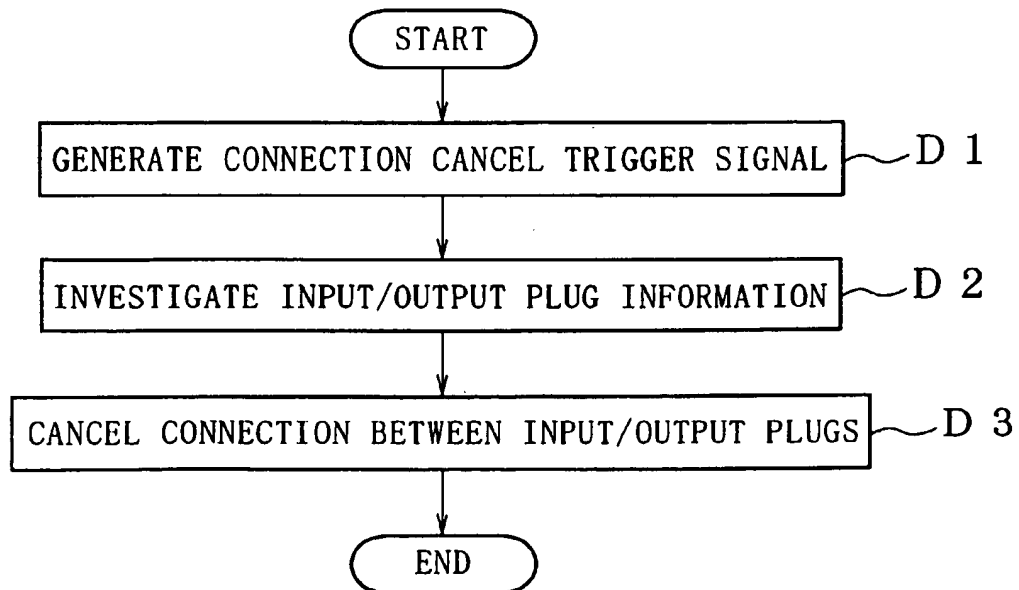 START
GENERATE CONNECTION CANCEL TRIGGER SIGNAL D 1
INVESTIGATE INPUT/OUTPUT PLUG INFORMATION D 2
CANCEL CONNECTION BETWEEN INPUT/OUTPUT PLUGS D 3
END